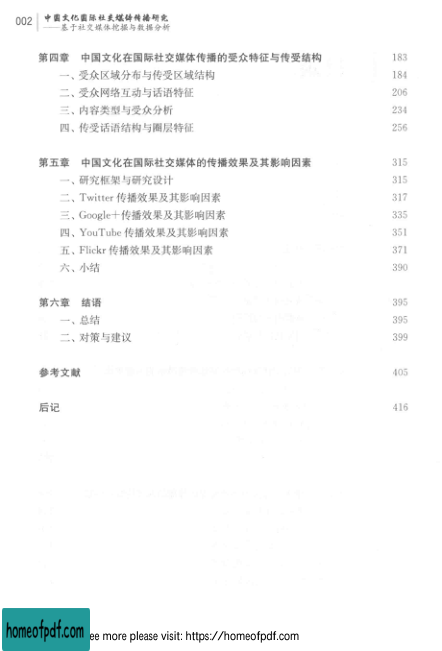 002 中国文化国际社交媒体传播研究
——基于社交媒体挖掘与数据分析
第四章 中国文化在国际社交媒体传播的受众特征与传受结构 183
一、受众区域分布与传受区域结构 184
二、受众网络互动与话语特征 206
三、内容类型与受众分析 234
四、传受话语结构与圈层特征 256
第五章 中国文化在国际社交媒体的传播效果及其影响因素 315
一、研究框架与研究设计 315
二、Twitter 传播效果及其影响因素 317
三、Google+传播效果及其影响因素 335
四、YouTube 传播效果及其影响因素 351
五、Flickr 传播效果及其影响因素 371
六、小结 390
第六章 结语 395
一、总结 395
二、对策与建议 399
参考文献 405
后记 416
homeofpdf.com ee more please visit: https://homeofpdf.com